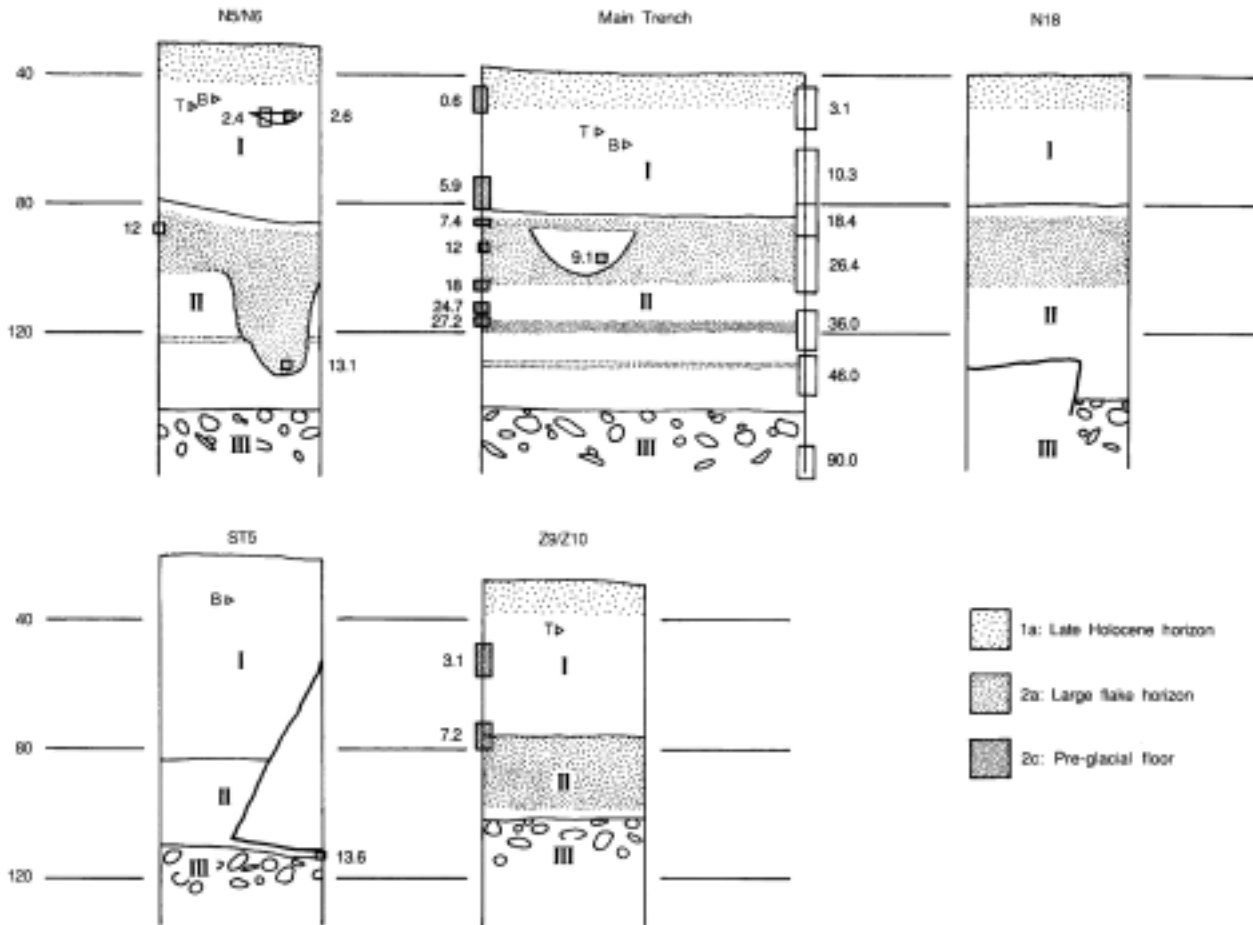 N5/N6
Main Trench
N18
40
T B
2.4
2.6
I
80
12
II
120
13.1
III
0.6
3.1
T
B
I
5.9
10.3
7.4
18.4
12
9.1
26.4
18
II
24.7
27.2
36.0
46.0
III
90.0
I
II
III
ST5
Z9/Z10
40
B
I
80
II
120
III
13.6
T
3.1
I
7.2
II
III
1a: Late Holocene horizon
2a: Large flake horizon
2c: Pre-glacial floor